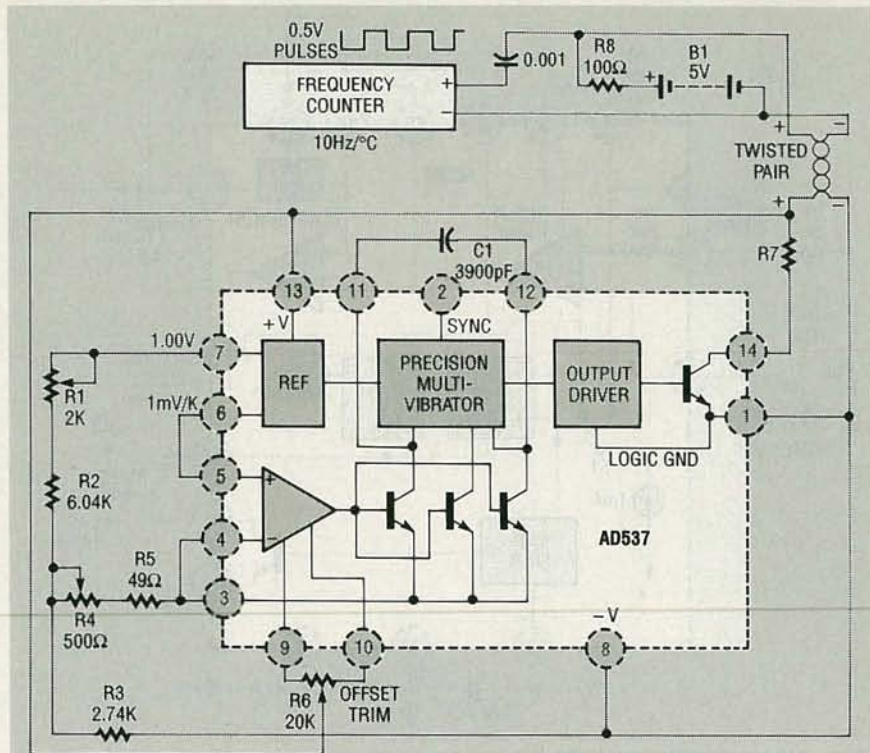 0.5V
PULSES
FREQUENCY
COUNTER
+
−
10Hz/°C
0.001
R8
100Ω
+
B1
5V
+
−
TWISTED
PAIR
+
−
R7
C1
3900pF
13
11
2
12
+V
SYNC
1.00V
7
REF
PRECISION
MULTI-
VIBRATOR
OUTPUT
DRIVER
14
R1
2K
1mV/K
6
1
LOGIC GND
5
+
R2
6.04K
4
−
AD537
R5
49Ω
3
R4
500Ω
−V
9
10
8
OFFSET
TRIM
R6
20K
R3
2.74K